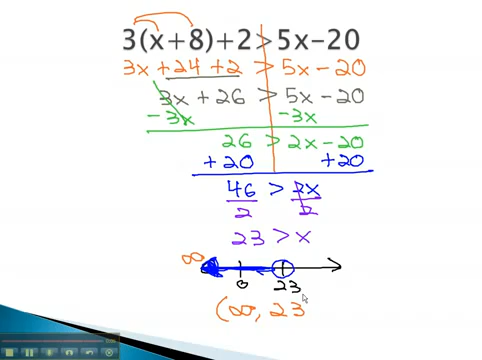 3(x+8)+2>5x-20
3x + 24 + 2 > 5x - 20
3x + 26 > 5x - 20
- 3x - 3x
26 > 2x - 20
+ 20 + 20
46 > 2x
2 2
23 > x
∞
0 23
(∞, 23